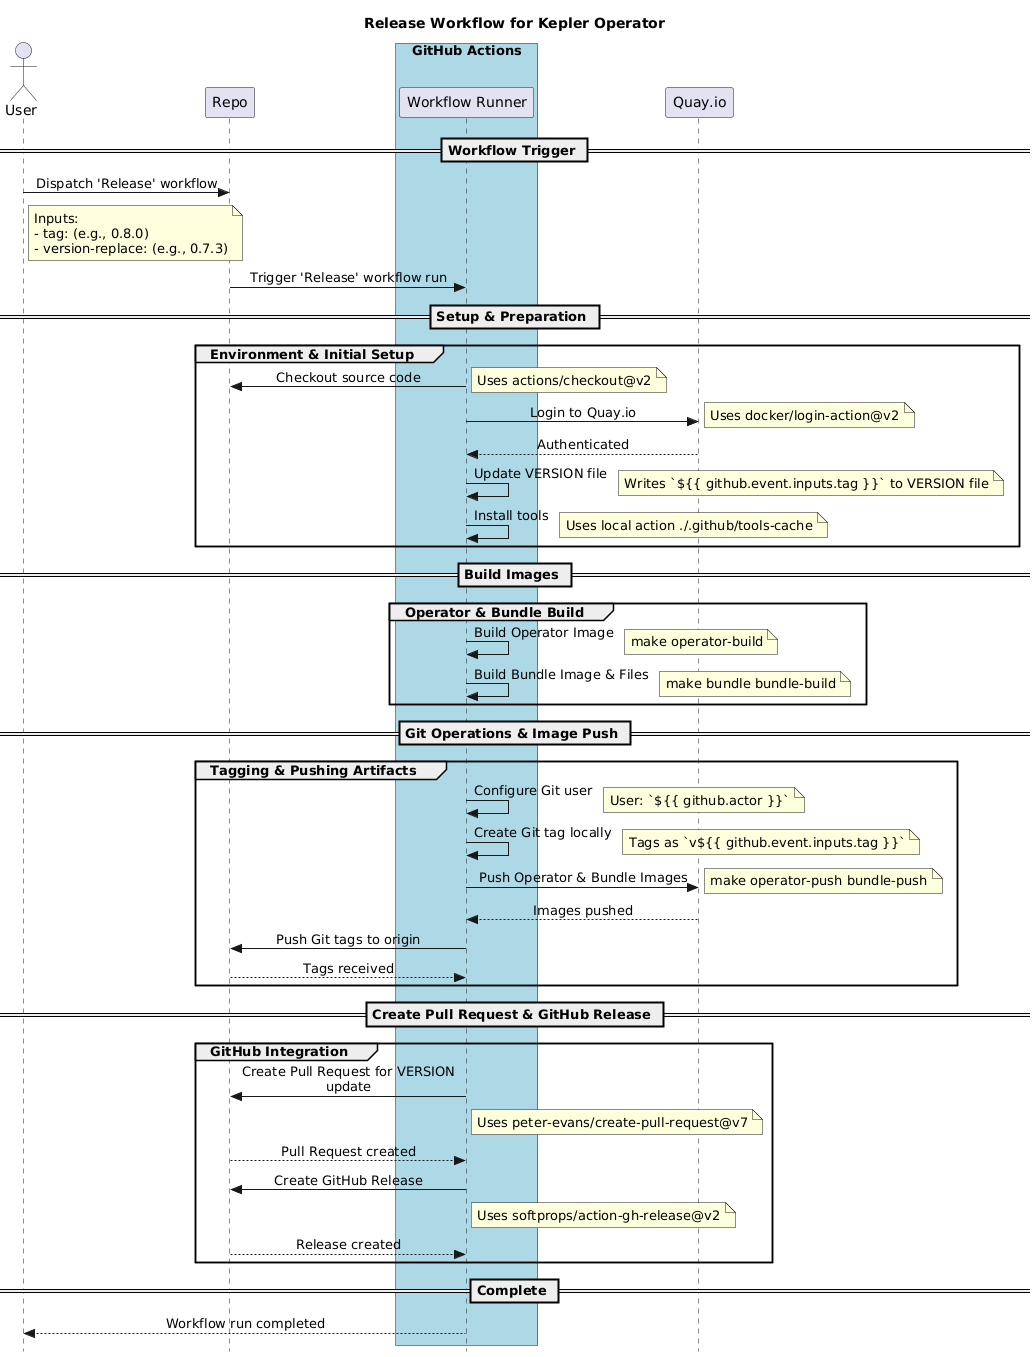 Release Workflow for Kepler Operator
GitHub Actions
User
Repo
Workflow Runner
Quay.io
Workflow Trigger
Dispatch 'Release' workflow
Inputs:
- tag: (e.g., 0.8.0)
- version-replace: (e.g., 0.7.3)
Trigger 'Release' workflow run
Setup & Preparation
Environment & Initial Setup
Checkout source code
Uses actions/checkout@v2
Login to Quay.io
Uses docker/login-action@v2
Authenticated
Update VERSION file
Writes `${{ github.event.inputs.tag }}` to VERSION file
Install tools
Uses local action ./.github/tools-cache
Build Images
Operator & Bundle Build
Build Operator Image
make operator-build
Build Bundle Image & Files
make bundle bundle-build
Git Operations & Image Push
Tagging & Pushing Artifacts
Configure Git user
User: `${{ github.actor }}`
Create Git tag locally
Tags as `v${{ github.event.inputs.tag }}`
Push Operator & Bundle Images
make operator-push bundle-push
Images pushed
Push Git tags to origin
Tags received
Create Pull Request & GitHub Release
GitHub Integration
Create Pull Request for VERSION
update
Uses peter-evans/create-pull-request@v7
Pull Request created
Create GitHub Release
Uses softprops/action-gh-release@v2
Release created
Complete
Workflow run completed